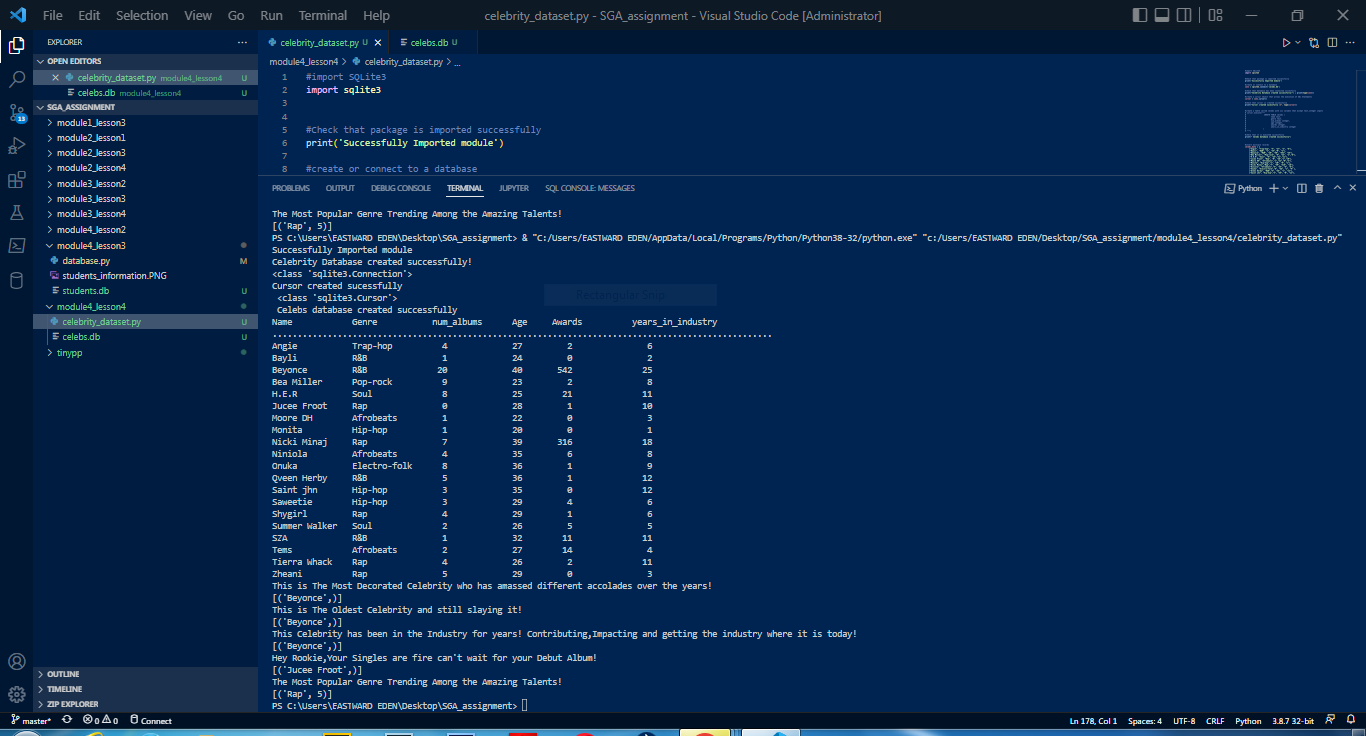 File Edit Selection View Go Run Terminal Help celebrity_dataset.py - SGA_assignment - Visual Studio Code [Administrator]
EXPLORER ...
OPEN EDITORS
celebrity_dataset.py module4_lesson4 U
celebs.db module4_lesson4 U
SGA_ASSIGNMENT
module1_lesson3
module2_lesson1
module2_lesson3
module2_lesson4
module3_lesson2
module3_lesson3
module3_lesson4
module4_lesson2
module4_lesson3
database.py M
students_information.PNG
students.db U
module4_lesson4
celebrity_dataset.py U
celebs.db U
tinypp
OUTLINE
TIMELINE
ZIP EXPLORER
13
celebrity_dataset.py U celebs.db U
module4_lesson4 > celebrity_dataset.py > ...
1 #import SQLite3
2 import sqlite3
3
4
5 #Check that package is imported successfully
6 print('Successfully Imported module')
7
8 #create or connect to a database
PROBLEMS OUTPUT DEBUG CONSOLE TERMINAL JUPYTER SQL CONSOLE: MESSAGES Python
The Most Popular Genre Trending Among the Amazing Talents!
[('Rap', 5)]
PS C:\Users\EASTWARD EDEN\Desktop\SGA_assignment> & "C:/Users/EASTWARD EDEN/AppData/Local/Programs/Python/Python38-32/python.exe" "c:/Users/EASTWARD EDEN/Desktop/SGA_assignment/module4_lesson4/celebrity_dataset.py"
Successfully Imported module
Celebrity Database created successfully!
<class 'sqlite3.Connection'>
Cursor created sucessfully
<class 'sqlite3.Cursor'>
Rectangular Snip
Celebs database created successfully
Name Genre num_albums Age Awards years_in_industry
....................................................................................................
Angie Trap-hop 4 27 2 6
Bayli R&B 1 24 0 2
Beyonce R&B 20 40 542 25
Bea Miller Pop-rock 9 23 2 8
H.E.R Soul 8 25 21 11
Jucee Froot Rap 0 28 1 10
Moore DH Afrobeats 1 22 0 3
Monita Hip-hop 1 20 0 1
Nicki Minaj Rap 7 39 316 18
Niniola Afrobeats 4 35 6 8
Onuka Electro-folk 8 36 1 9
Qveen Herby R&B 5 36 1 12
Saint jhn Hip-hop 3 35 0 12
Saweetie Hip-hop 3 29 4 6
Shygirl Rap 4 29 1 6
Summer Walker Soul 2 26 5 5
SZA R&B 1 32 11 11
Tems Afrobeats 2 27 14 4
Tierra Whack Rap 4 26 2 11
Zheani Rap 5 29 0 3
This is The Most Decorated Celebrity who has amassed different accolades over the years!
[('Beyonce',)]
This is The Oldest Celebrity and still slaying it!
[('Beyonce',)]
This Celebrity has been in the Industry for years! Contributing,Impacting and getting the industry where it is today!
[('Beyonce',)]
Hey Rookie,Your Singles are fire can't wait for your Debut Album!
[('Jucee Froot',)]
The Most Popular Genre Trending Among the Amazing Talents!
[('Rap', 5)]
PS C:\Users\EASTWARD EDEN\Desktop\SGA_assignment>
master* 0 0 Connect Ln 178, Col 1 Spaces: 4 UTF-8 CRLF Python 3.8.7 32-bit